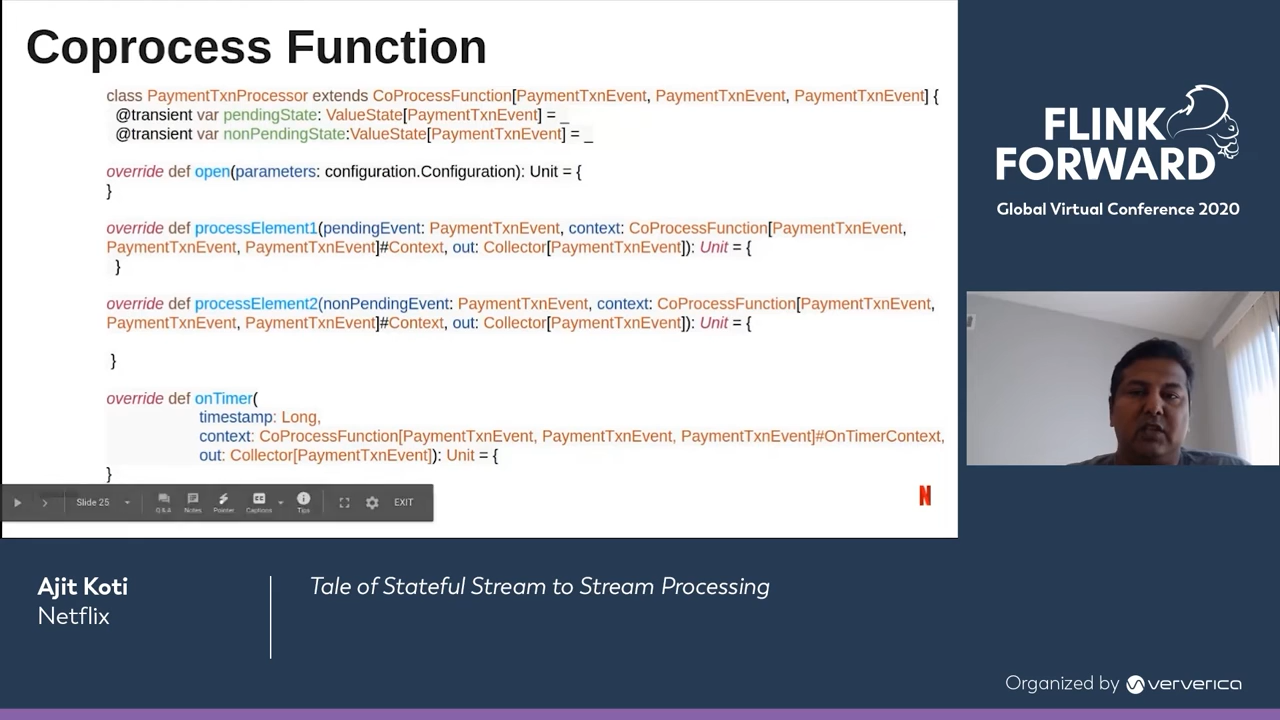 Coprocess Function
class PaymentTxnProcessor extends CoProcessFunction[PaymentTxnEvent, PaymentTxnEvent, PaymentTxnEvent] {
@transient var pendingState: ValueState[PaymentTxnEvent] = _
@transient var nonPendingState:ValueState[PaymentTxnEvent] = _
override def open(parameters: configuration.Configuration): Unit = {
}
override def processElement1(pendingEvent: PaymentTxnEvent, context: CoProcessFunction[PaymentTxnEvent,
PaymentTxnEvent, PaymentTxnEvent]#Context, out: Collector[PaymentTxnEvent]): Unit = {
}
override def processElement2(nonPendingEvent: PaymentTxnEvent, context: CoProcessFunction[PaymentTxnEvent,
PaymentTxnEvent, PaymentTxnEvent]#Context, out: Collector[PaymentTxnEvent]): Unit = {
}
override def onTimer(
timestamp: Long,
context: CoProcessFunction[PaymentTxnEvent, PaymentTxnEvent, PaymentTxnEvent]#OnTimerContext,
out: Collector[PaymentTxnEvent]): Unit = {
}
Slide 25
Q&A Notes Pointer Captions Tips
EXIT
N
FLINK
FORWARD
Global Virtual Conference 2020
Ajit Koti
Netflix
Tale of Stateful Stream to Stream Processing
Organized by ververica